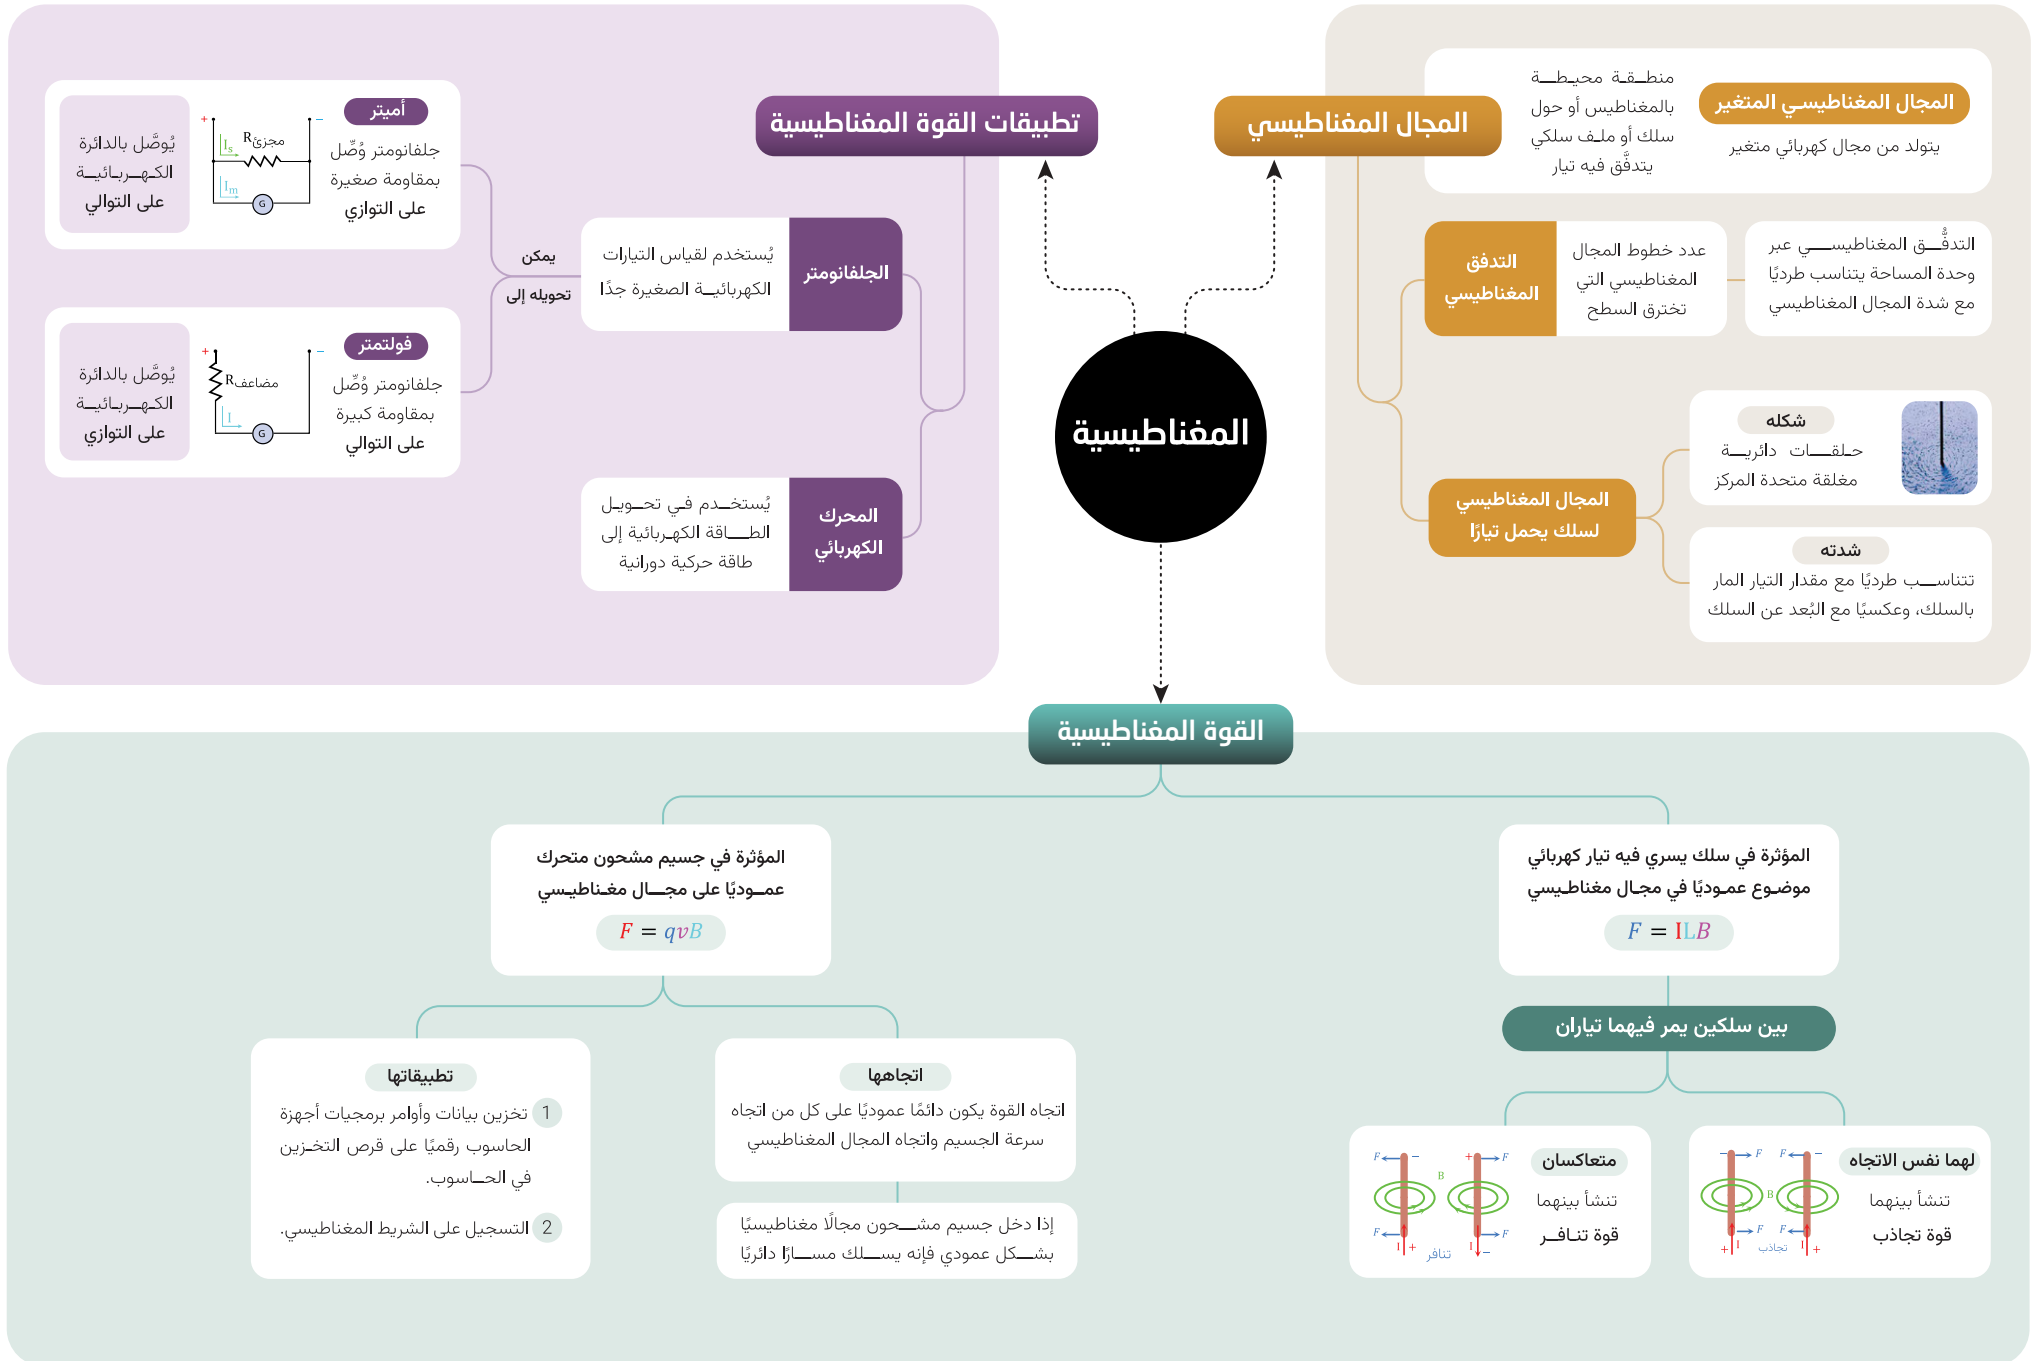 المغناطيسية
المجال المغناطيسي
المجال المغناطيسي المتغير
يتولد من مجال كهربائي متغير
منطقة محيطة
بالمغناطيس أو حول
سلك أو ملف سلكي
يتدفَّق فيه تيار
التدفق
المغناطيسي
عدد خطوط المجال
المغناطيسي التي
تخترق السطح
التدفُّق المغناطيسي عبر
وحدة المساحة يتناسب طرديًا
مع شدة المجال المغناطيسي
المجال المغناطيسي
لسلك يحمل تيارًا
شكله
حلقات دائرية
مغلقة متحدة المركز
شدته
تتناسب طرديًا مع مقدار التيار المار
بالسلك، وعكسيًا مع البُعد عن السلك
تطبيقات القوة المغناطيسية
الجلفانومتر
يُستخدم لقياس التيارات
الكهربائية الصغيرة جدًا
يمكن
تحويله إلى
أميتر
جلفانومتر وُصِّل
بمقاومة صغيرة
على التوازي
+ −
R مجزئ
Is
Im
G
يُوصَّل بالدائرة
الكهربائية
على التوالي
فولتمتر
جلفانومتر وُصِّل
بمقاومة كبيرة
على التوالي
+ −
R مضاعف
I
G
يُوصَّل بالدائرة
الكهربائية
على التوازي
المحرك
الكهربائي
يُستخدم في تحويل
الطاقة الكهربائية إلى
طاقة حركية دورانية
القوة المغناطيسية
المؤثرة في سلك يسري فيه تيار كهربائي
موضوع عموديًا في مجال مغناطيسي
F = ILB
بين سلكين يمر فيهما تياران
لهما نفس الاتجاه
تنشأ بينهما
قوة تجاذب
− F F −
B
F F
+ I I +
تجاذب
متعاكسان
تنشأ بينهما
قوة تنافر
F − + F
B
F F
I + I −
تنافر
المؤثرة في جسيم مشحون متحرك
عموديًا على مجال مغناطيسي
F = qvB
اتجاهها
اتجاه القوة يكون دائمًا عموديًا على كل من اتجاه
سرعة الجسيم واتجاه المجال المغناطيسي
إذا دخل جسيم مشحون مجالًا مغناطيسيًا
بشكل عمودي فإنه يسلك مسارًا دائريًا
تطبيقاتها
1 تخزين بيانات وأوامر برمجيات أجهزة
الحاسوب رقميًا على قرص التخزين
في الحاسوب.
2 التسجيل على الشريط المغناطيسي.